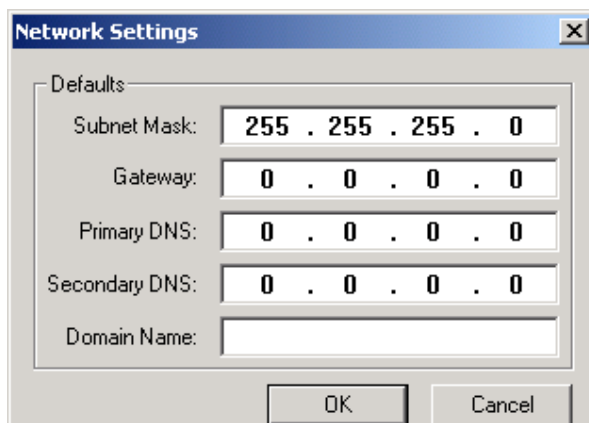 Network Settings
Defaults
Subnet Mask: 255 . 255 . 255 . 0
Gateway: 0 . 0 . 0 . 0
Primary DNS: 0 . 0 . 0 . 0
Secondary DNS: 0 . 0 . 0 . 0
Domain Name:
OK Cancel